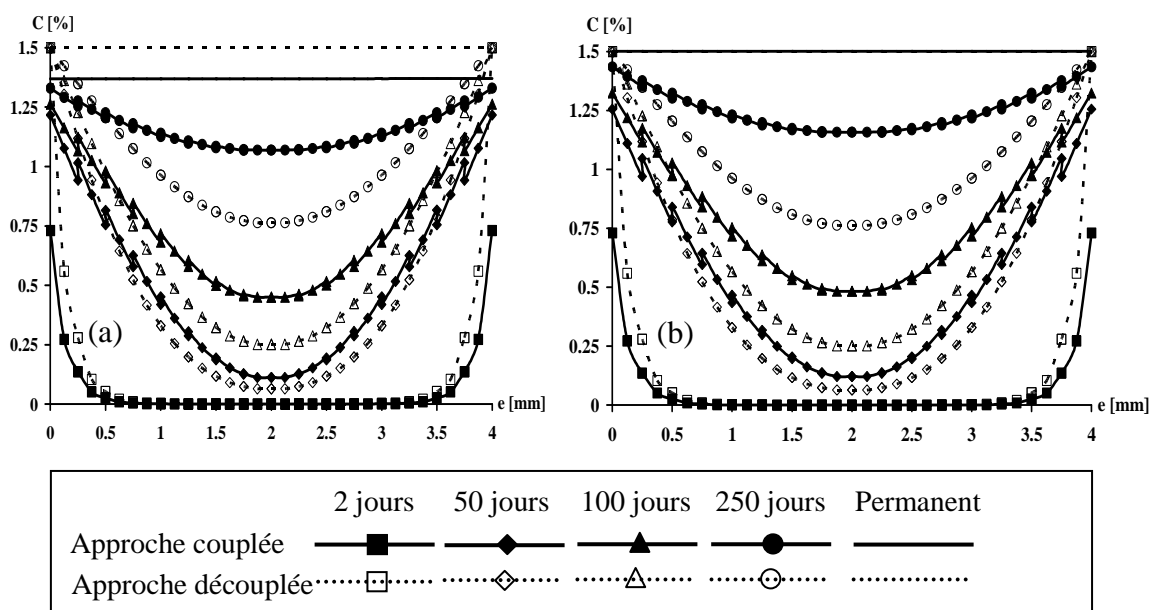 C [%]
1.5
1.25
1
0.75
0.5
0.25
0
(a)
e [mm]
0 0.5 1 1.5 2 2.5 3 3.5 4
C [%]
1.5
1.25
1
0.75
0.5
0.25
0
(b)
e [mm]
0 0.5 1 1.5 2 2.5 3 3.5 4
2 jours 50 jours 100 jours 250 jours Permanent
Approche couplée
Approche découplée